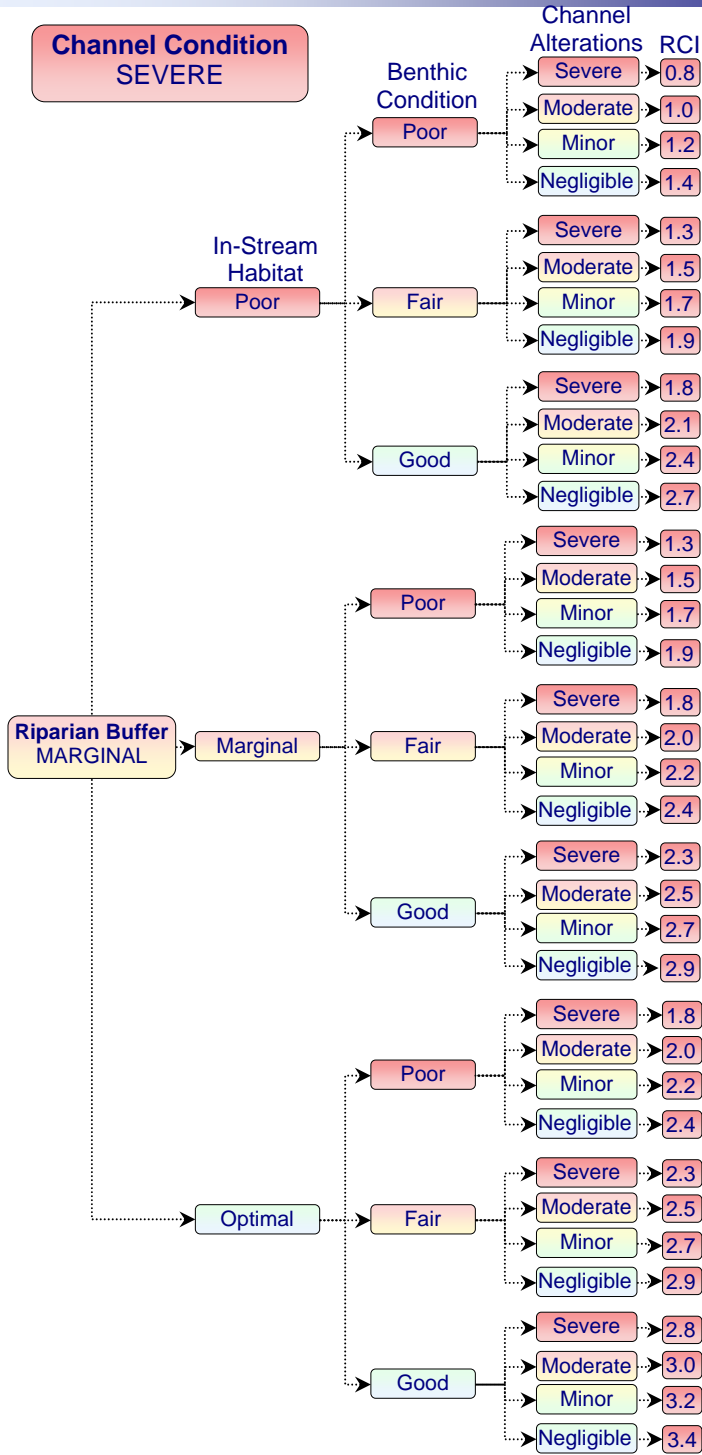 Channel Condition
SEVERE
Channel
Alterations
RCI
Benthic
Condition
In-Stream
Habitat
Riparian Buffer
MARGINAL
Poor
Poor
Severe 0.8
Moderate 1.0
Minor 1.2
Negligible 1.4
Fair
Severe 1.3
Moderate 1.5
Minor 1.7
Negligible 1.9
Good
Severe 1.8
Moderate 2.1
Minor 2.4
Negligible 2.7
Marginal
Poor
Severe 1.3
Moderate 1.5
Minor 1.7
Negligible 1.9
Fair
Severe 1.8
Moderate 2.0
Minor 2.2
Negligible 2.4
Good
Severe 2.3
Moderate 2.5
Minor 2.7
Negligible 2.9
Optimal
Poor
Severe 1.8
Moderate 2.0
Minor 2.2
Negligible 2.4
Fair
Severe 2.3
Moderate 2.5
Minor 2.7
Negligible 2.9
Good
Severe 2.8
Moderate 3.0
Minor 3.2
Negligible 3.4